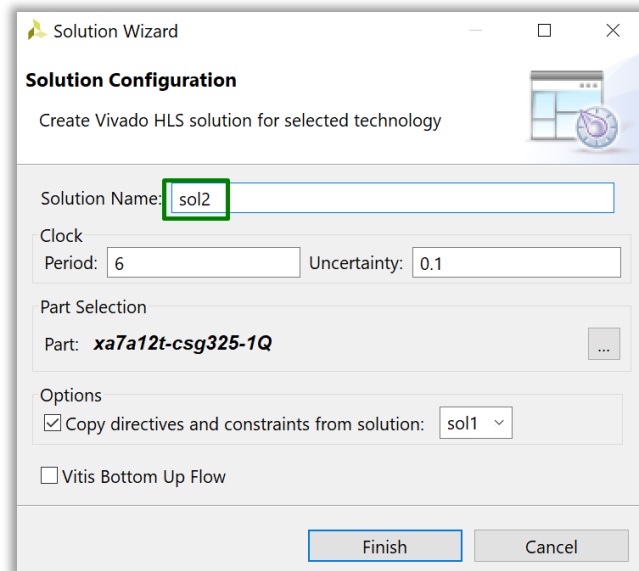 Solution Wizard
Solution Configuration
Create Vivado HLS solution for selected technology
Solution Name: sol2
Clock
Period: 6 Uncertainty: 0.1
Part Selection
Part: xa7a12t-csg325-1Q ...
Options
Copy directives and constraints from solution: sol1
Vitis Bottom Up Flow
Finish Cancel